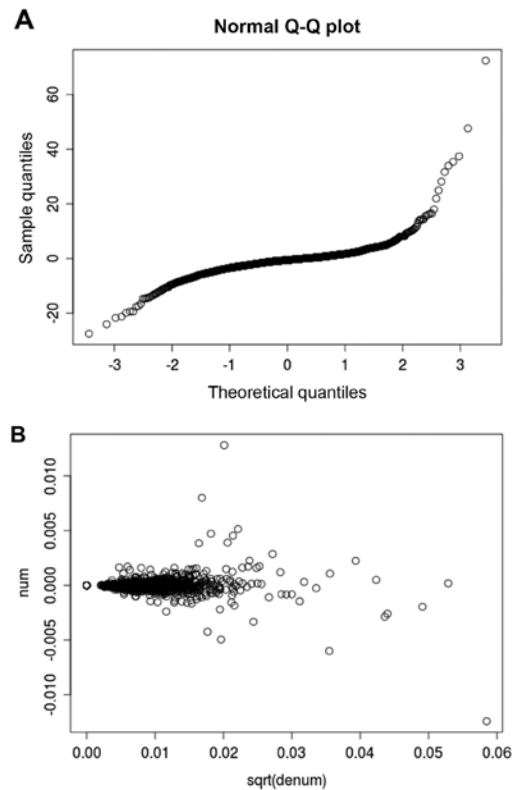 A
Normal Q-Q plot
Sample quantiles
60
40
20
0
-20
-3 -2 -1 0 1 2 3
Theoretical quantiles
B
num
0.010
0.005
0.000
-0.005
-0.010
0.00 0.01 0.02 0.03 0.04 0.05 0.06
sqrt(denum)